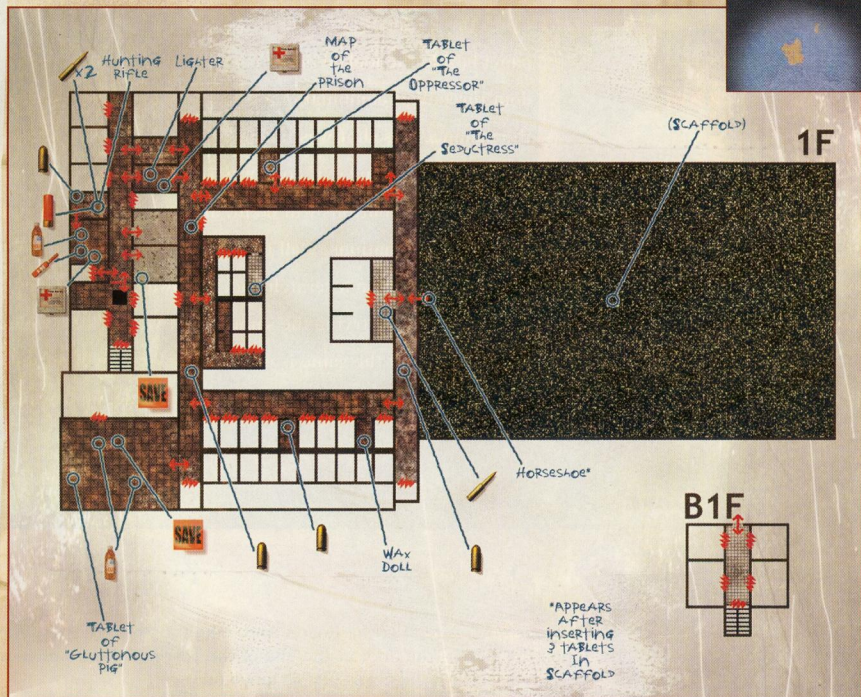 x2
HUNTING
RIFLE
LIGHTER
MAP
OF
the
PRISON
TABLET
OF
"The
OPPRESSOR"
TABLET
OF
"The
SEDUCTRESS"
(SCAFFOLD)
1F
SAVE
HORSESHOE*
B1F
SAVE
WAX
DOLL
TABLET
OF
"GLUTTONOUS
PIG"
*APPEARS
AFTER
INSERTING
3 TABLETS
IN
SCAFFOLD